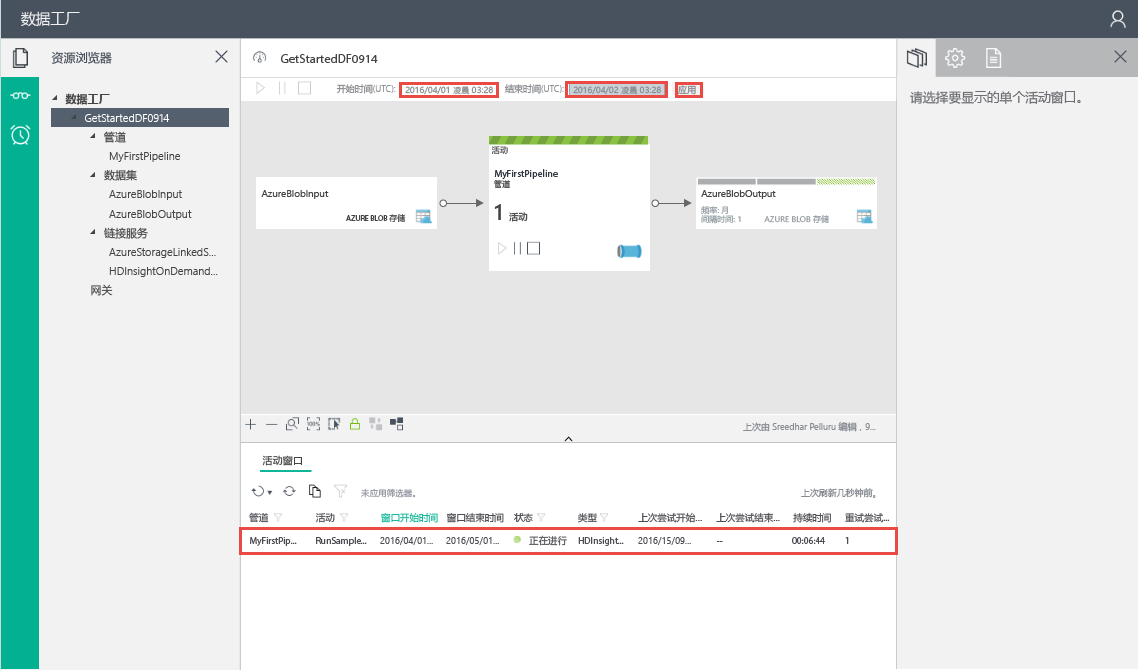 数据工厂
资源浏览器
数据工厂
GetStartedDF0914
管道
MyFirstPipeline
数据集
AzureBlobInput
AzureBlobOutput
链接服务
AzureStorageLinkedS...
HDInsightOnDemand...
网关
GetStartedDF0914
开始时间(UTC): 2016/04/01 凌晨 03:28 结束时间(UTC): 2016/04/02 凌晨 03:28 应用
AzureBlobInput
AZURE BLOB 存储
活动
MyFirstPipeline
管道
1 活动
AzureBlobOutput
频率: 月
间隔时间: 1 AZURE BLOB 存储
100%
上次由 Sreedhar Pelluru 编辑，9...
活动窗口
未应用筛选器。
上次刷新几秒钟前。
管道 活动 窗口开始时间 窗口结束时间 状态 类型 上次尝试开始... 上次尝试结束... 持续时间 重试尝试...
MyFirstPip... RunSample... 2016/04/01... 2016/05/01... 正在进行 HDInsight... 2016/15/09... -- 00:06:44 1
请选择要显示的单个活动窗口。